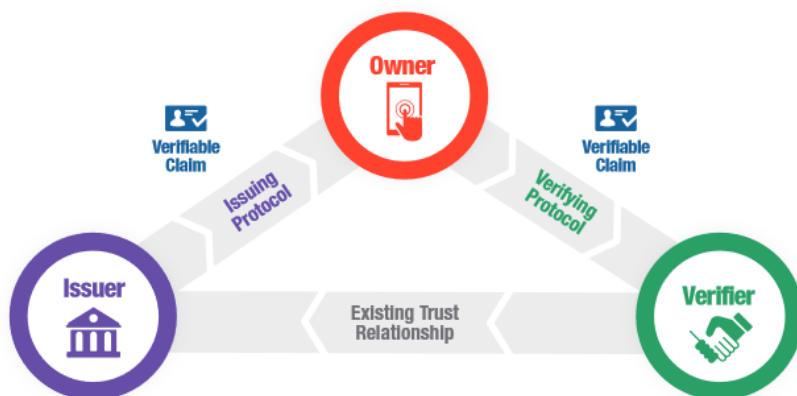 Owner
Verifiable
Claim
Verifiable
Claim
Issuing
Protocol
Verifying
Protocol
Issuer
Existing Trust
Relationship
Verifier